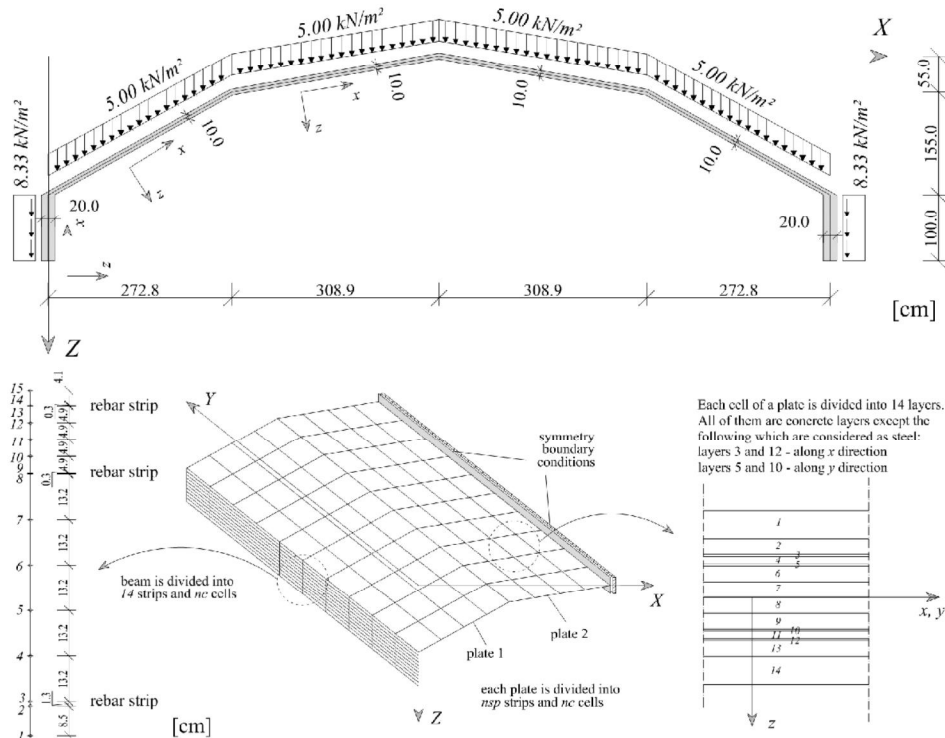 5.00 kN/m²
5.00 kN/m²
5.00 kN/m²
5.00 kN/m²
X
8.33 kN/m²
8.33 kN/m²
x
z
10.0
x
z
10.0
10.0
10.0
55.0
155.0
100.0
20.0
x
z
20.0
272.8
308.9
308.9
272.8
[cm]
Z
15
14
13
12
11
10
9
8
7
6
5
4
3
2
1
4.1
0.3
4.9
4.9
4.9
4.9
0.3
13.2
13.2
13.2
13.2
13.2
1.3
8.5
rebar strip
rebar strip
rebar strip
[cm]
Y
symmetry
boundary
conditions
beam is divided into
14 strips and nc cells
X
plate 2
plate 1
each plate is divided into
nsp strips and nc cells
Z
Each cell of a plate is divided into 14 layers.
All of them are concrete layers except the
following which are considered as steel:
layers 3 and 12 - along x direction
layers 5 and 10 - along y direction
1
2
3
4
5
6
7
8
9
10
11
12
13
14
x, y
z